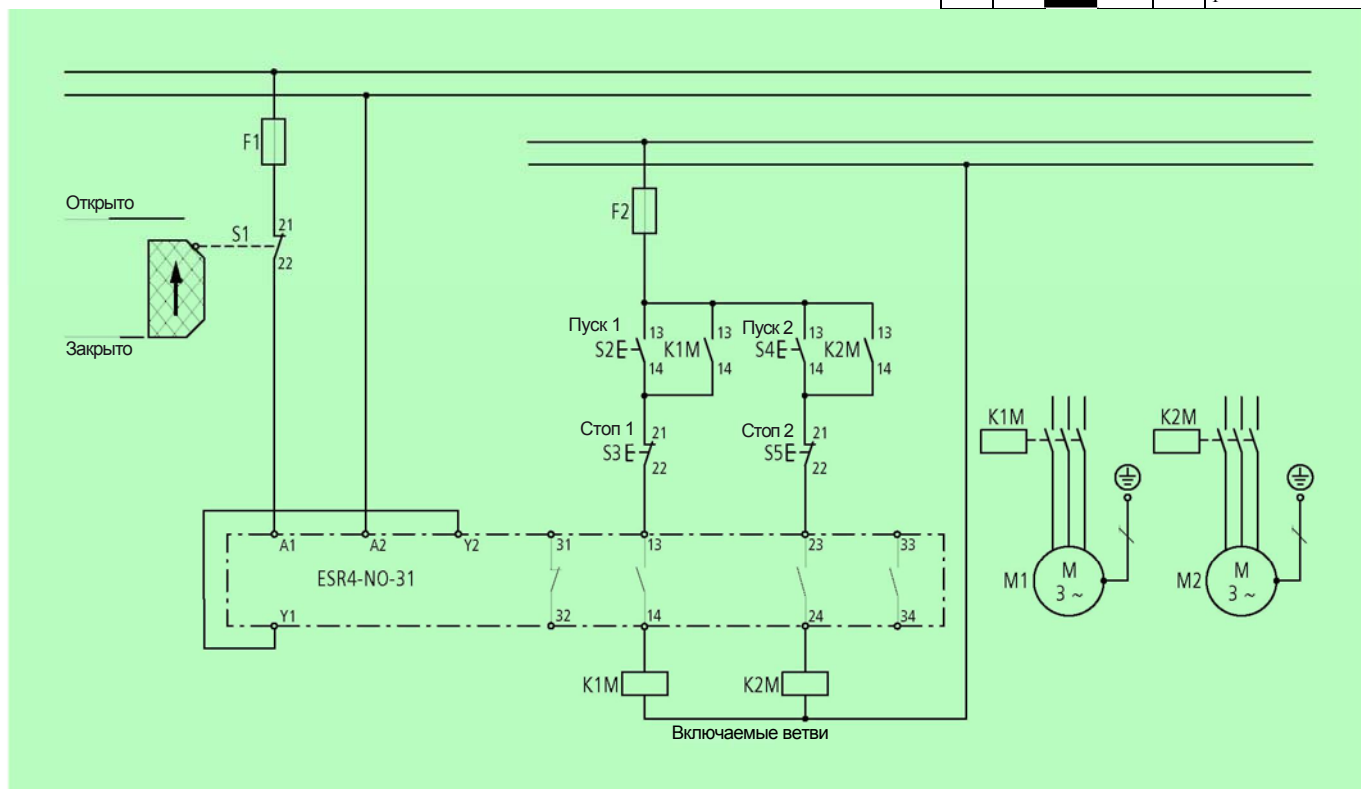 F1
F2
Открыто
S1
21
22
Закрыто
Пуск 1
13
S2
E
K1M
13
14
14
Пуск 2
13
S4
E
K2M
13
14
14
Стоп 1
21
S3
E
22
Стоп 2
21
S5
E
22
K1M
K2M
A1
A2
Y2
31
13
23
33
ESR4-NO-31
Y1
32
14
24
34
M1
M
3 ~
M2
M
3 ~
K1M
K2M
Включаемые ветви